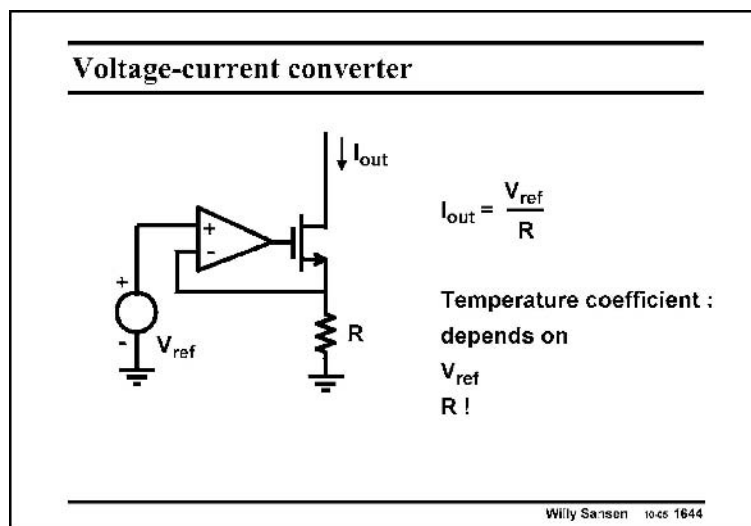 Voltage-current converter
I_out
+
-
+
-
V_ref
R
I_out = V_ref / R
Temperature coefficient :
depends on
V_ref
R !
Willy Sansen 10-05 1644